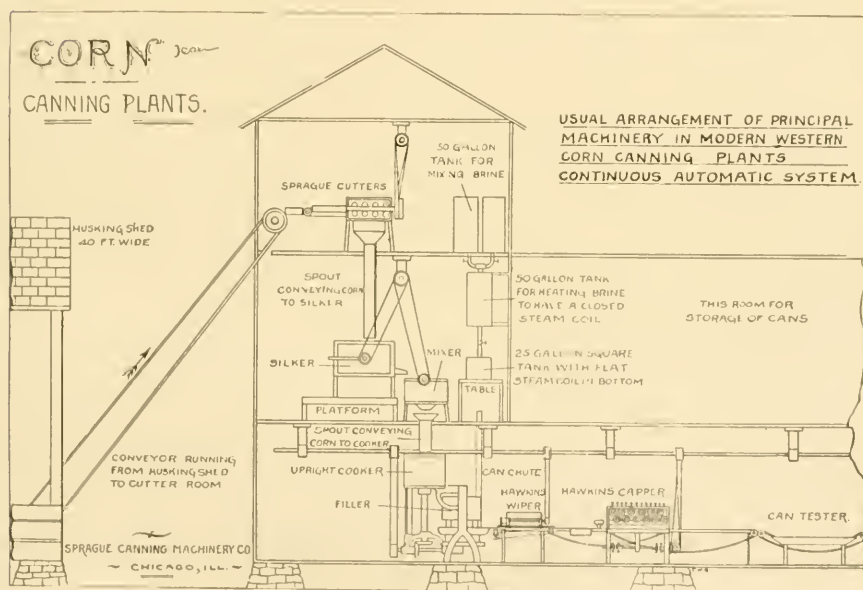 CORN
CANNING PLANTS.
USUAL ARRANGEMENT OF PRINCIPAL
MACHINERY IN MODERN WESTERN
CORN CANNING PLANTS
CONTINUOUS AUTOMATIC SYSTEM.
50 GALLON
TANK FOR
MIXING BRINE
SPRAGUE CUTTERS
HUSKING SHED
40 FT. WIDE
SPOUT
CONVEYING CORN
TO SILKER
50 GALLON TANK
FOR HEATING BRINE
TO HAVE A CLOSED
STEAM COIL
THIS ROOM FOR
STORAGE OF CANS
SILKER
MIXER
25 GALLON SQUARE
TANK WITH FLAT
STEAM COIL IN BOTTOM
TABLE
PLATFORM
SPOUT CONVEYING
CORN TO COOKER
CONVEYOR RUNNING
FROM HUSKING SHED
TO CUTTER ROOM
UPRIGHT COOKER
CAN CHUTE
FILLER
HAWKINS
WIPER
HAWKINS CAPPER
CAN TESTER.
SPRAGUE CANNING MACHINERY CO
~ CHICAGO, ILL. ~